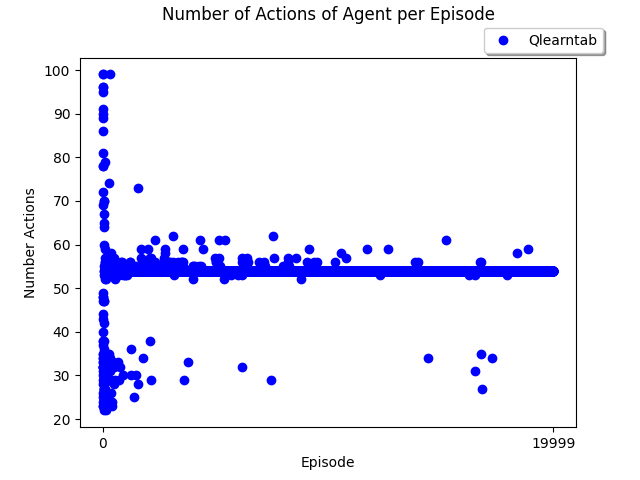 Number of Actions of Agent per Episode
Qlearntab
100
90
80
70
60
50
40
30
20
Number Actions
0 19999
Episode